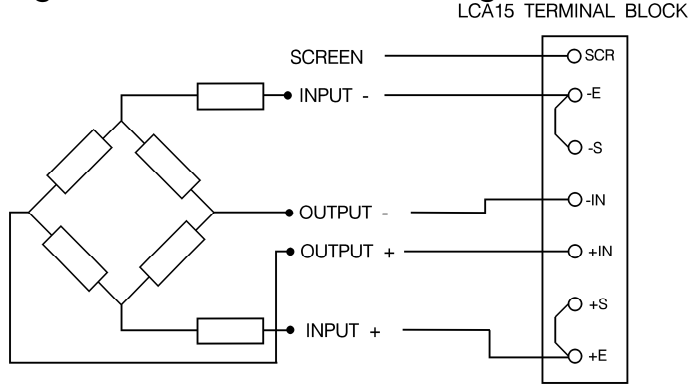 LCA15 TERMINAL BLOCK
SCREEN
SCR
INPUT -
-E
-S
OUTPUT -
-IN
OUTPUT +
+IN
+S
INPUT +
+E